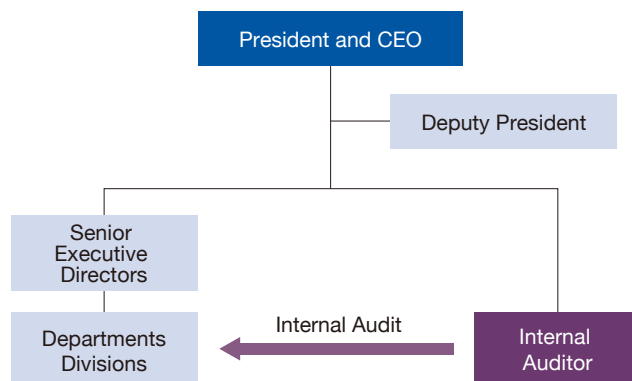 President and CEO
Deputy President
Senior
Executive
Directors
Departments
Divisions
Internal Audit
Internal
Auditor